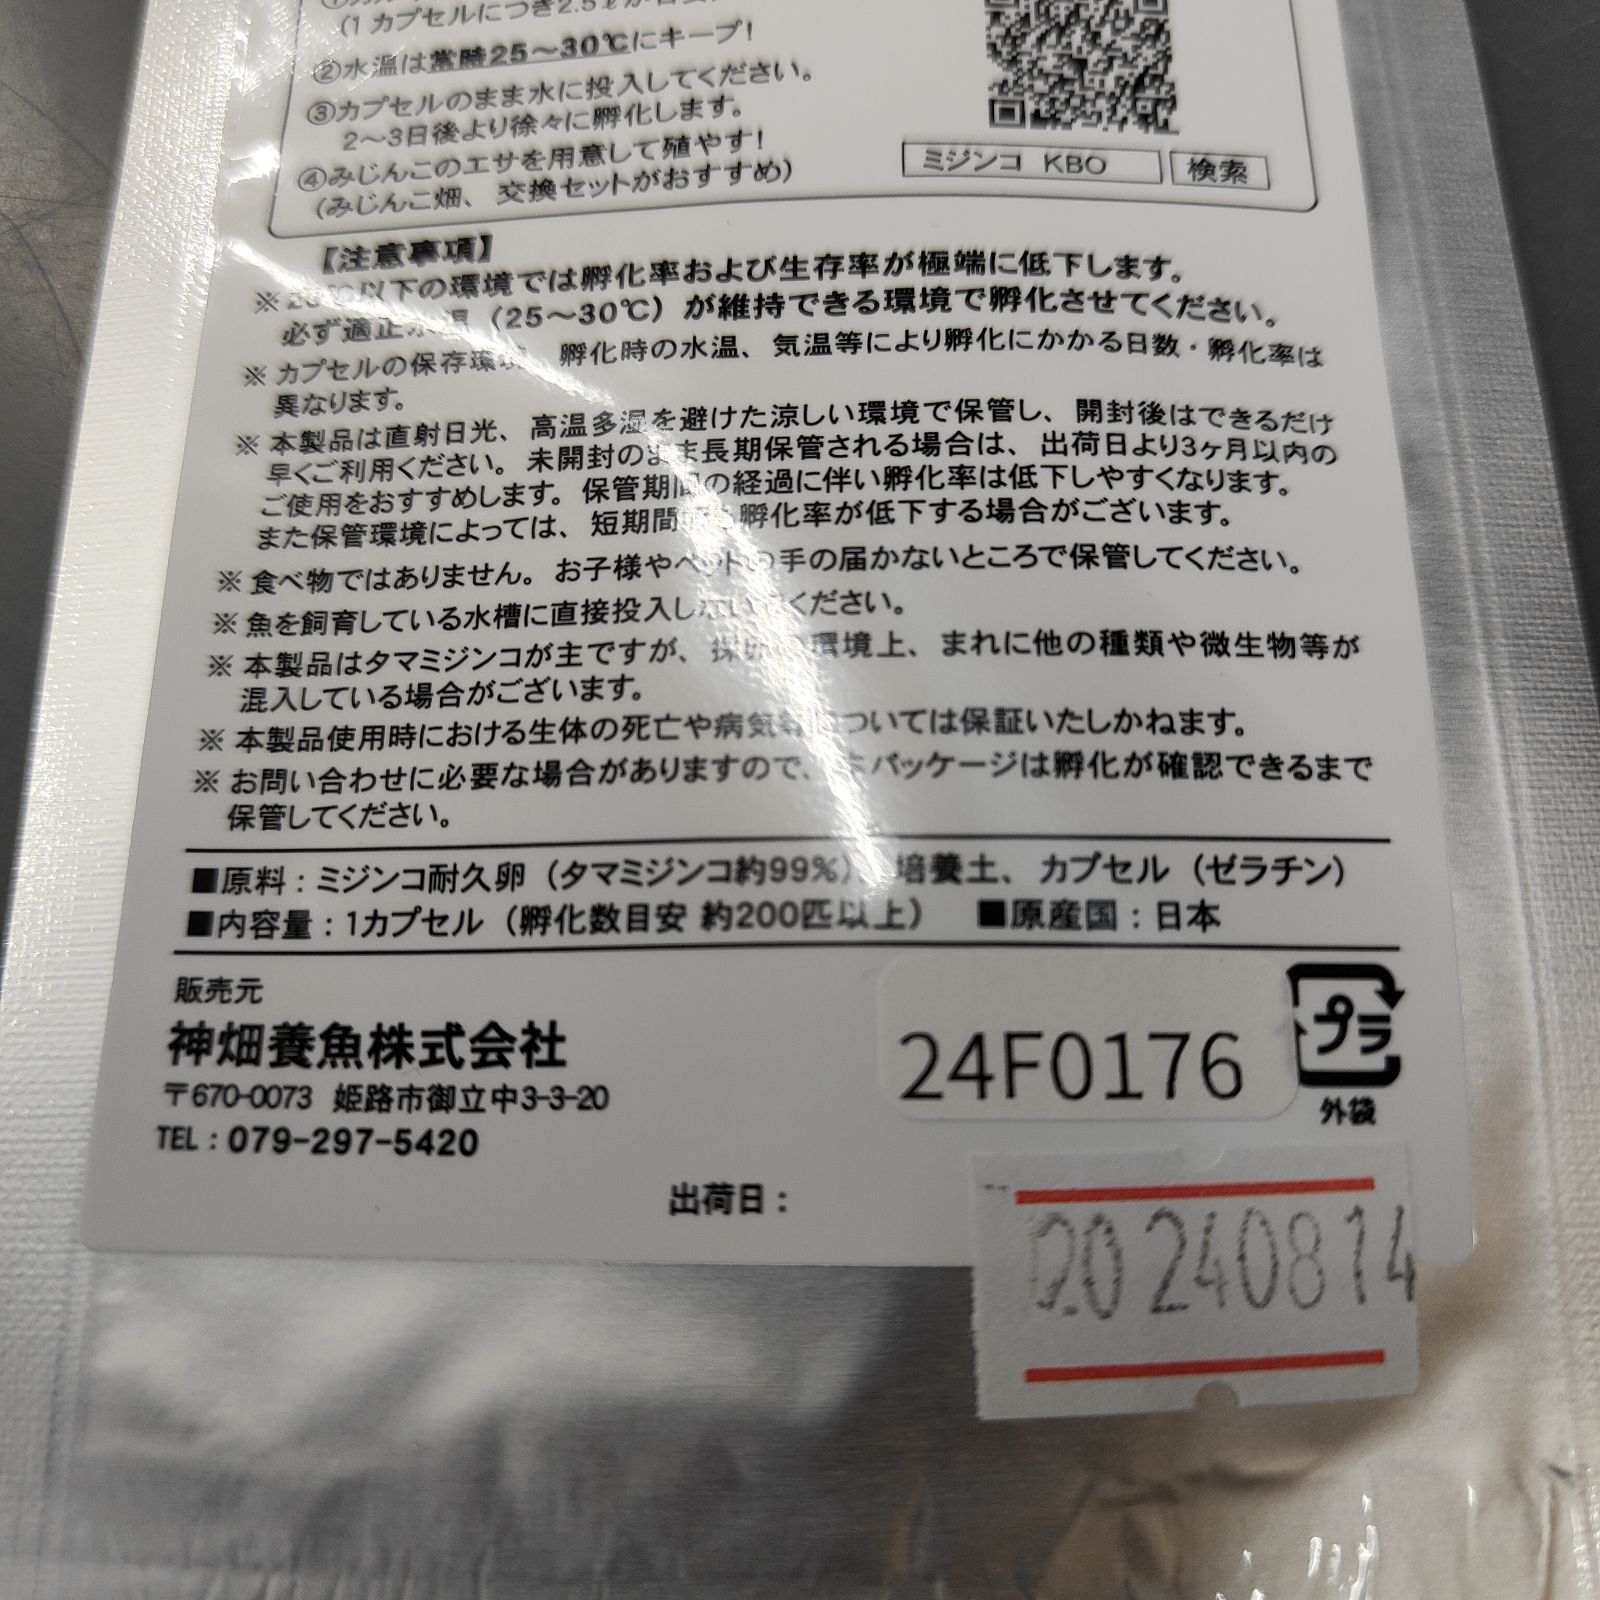 (1カプセルにつき2.5ℓが目安
②水温は常時25～30℃にキープ!
③カプセルのまま水に投入してください。
2～3日後より徐々に孵化します。
④みじんこのエサを用意して殖やす!
(みじんこ畑、交換セットがおすすめ)
ミジンコ KBO 検索
【注意事項】
※20℃以下の環境では孵化率および生存率が極端に低下します。
必ず適正水温（25～30℃）が維持できる環境で孵化させてください。
※カプセルの保存環境、孵化時の水温、気温等により孵化にかかる日数・孵化率は
異なります。
※本製品は直射日光、高温多湿を避けた涼しい環境で保管し、開封後はできるだけ
早くご利用ください。未開封のまま長期保管される場合は、出荷日より3ヶ月以内の
ご使用をおすすめします。保管期間の経過に伴い孵化率は低下しやすくなります。
また保管環境によっては、短期間でも孵化率が低下する場合がございます。
※食べ物ではありません。お子様やペットの手の届かないところで保管してください。
※魚を飼育している水槽に直接投入しないでください。
※本製品はタマミジンコが主ですが、採卵の環境上、まれに他の種類や微生物等が
混入している場合がございます。
※本製品使用時における生体の死亡や病気等については保証いたしかねます。
※お問い合わせに必要な場合がありますので、本パッケージは孵化が確認できるまで
保管してください。
■原料：ミジンコ耐久卵（タマミジンコ約99%）、培養土、カプセル（ゼラチン）
■内容量：1カプセル（孵化数目安 約200匹以上） ■原産国：日本
販売元
神畑養魚株式会社
〒670-0073 姫路市御立中3-3-20
TEL：079-297-5420
24F0176
プラ
外袋
出荷日：
20240814